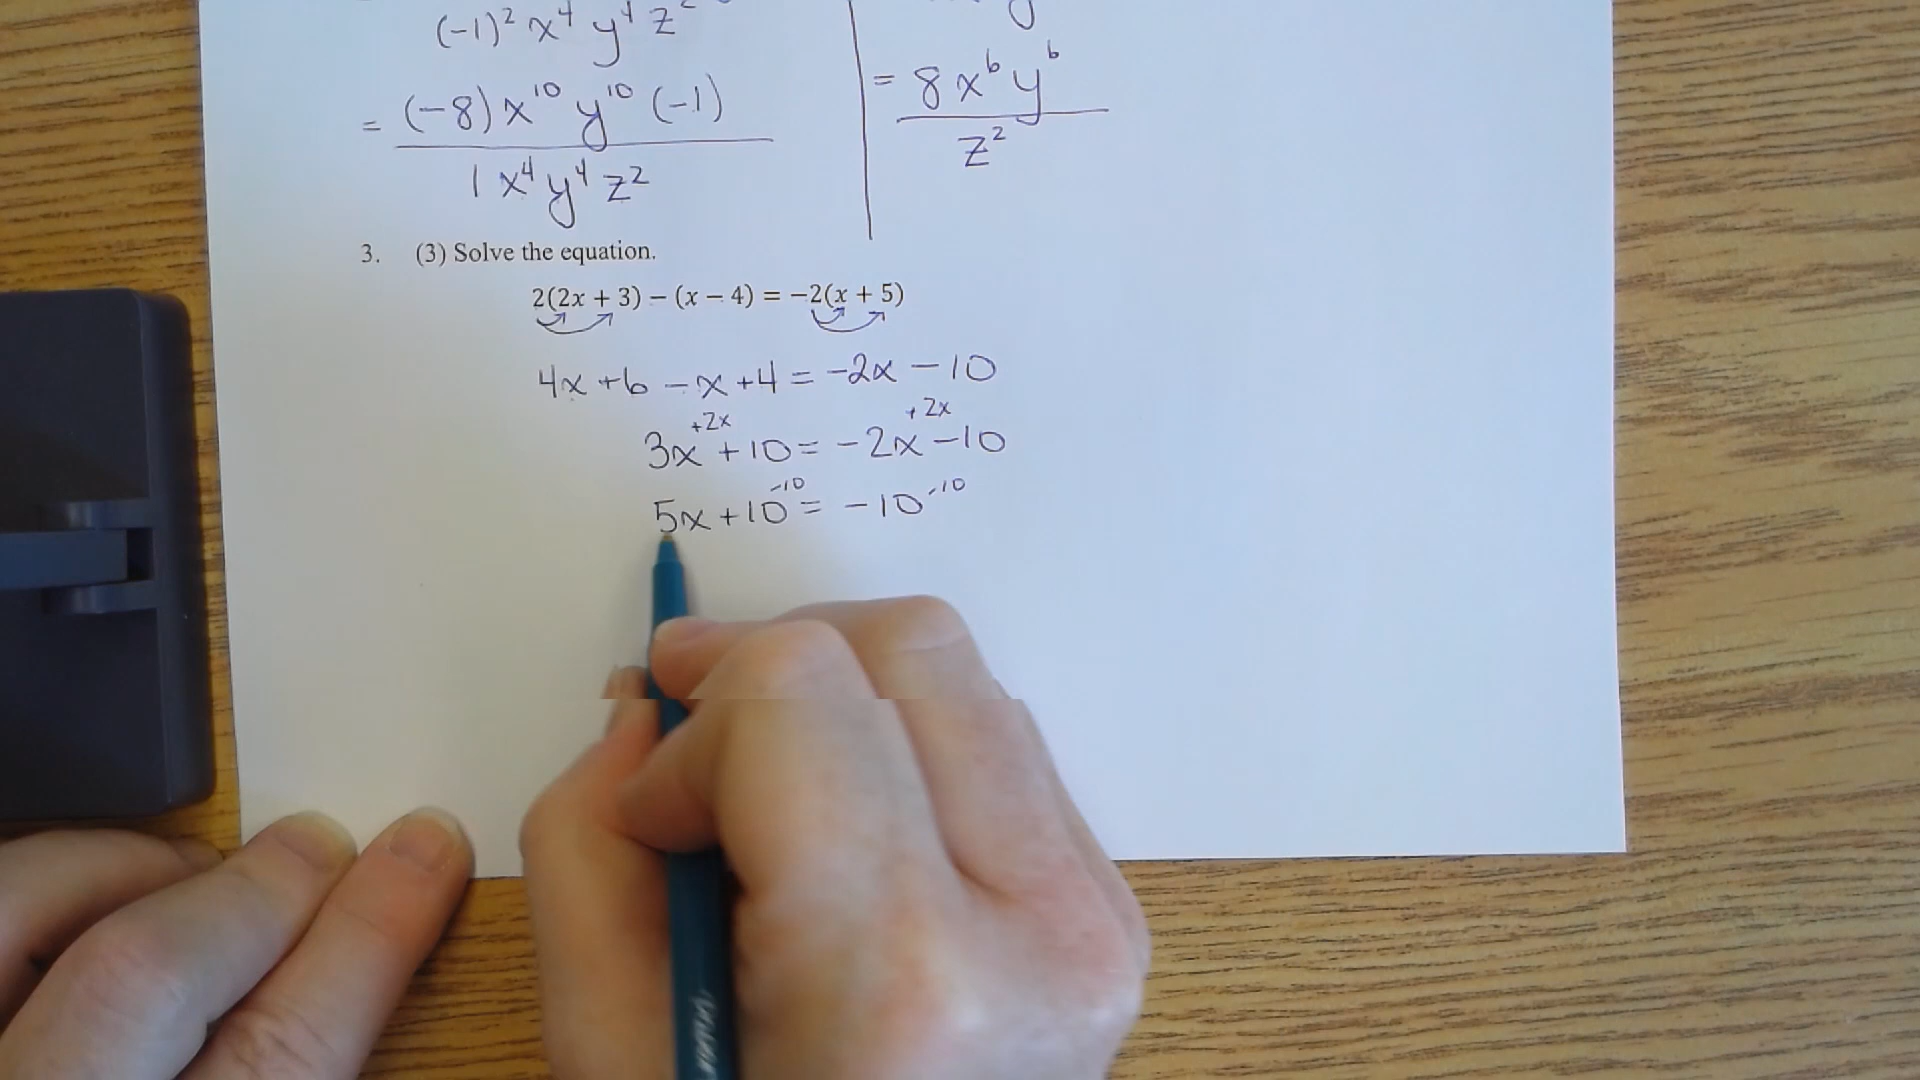 (-1)² x⁴ y⁴ z²
= (-8) x¹⁰ y¹⁰ (-1)
1 x⁴ y⁴ z²
= 8 x⁶ y⁶
z²
3. (3) Solve the equation.
2(2x + 3) − (x − 4) = −2(x + 5)
4x + 6 - x + 4 = -2x - 10
+2x +2x
3x + 10 = -2x - 10
-10 -10
5x + 10 = -10